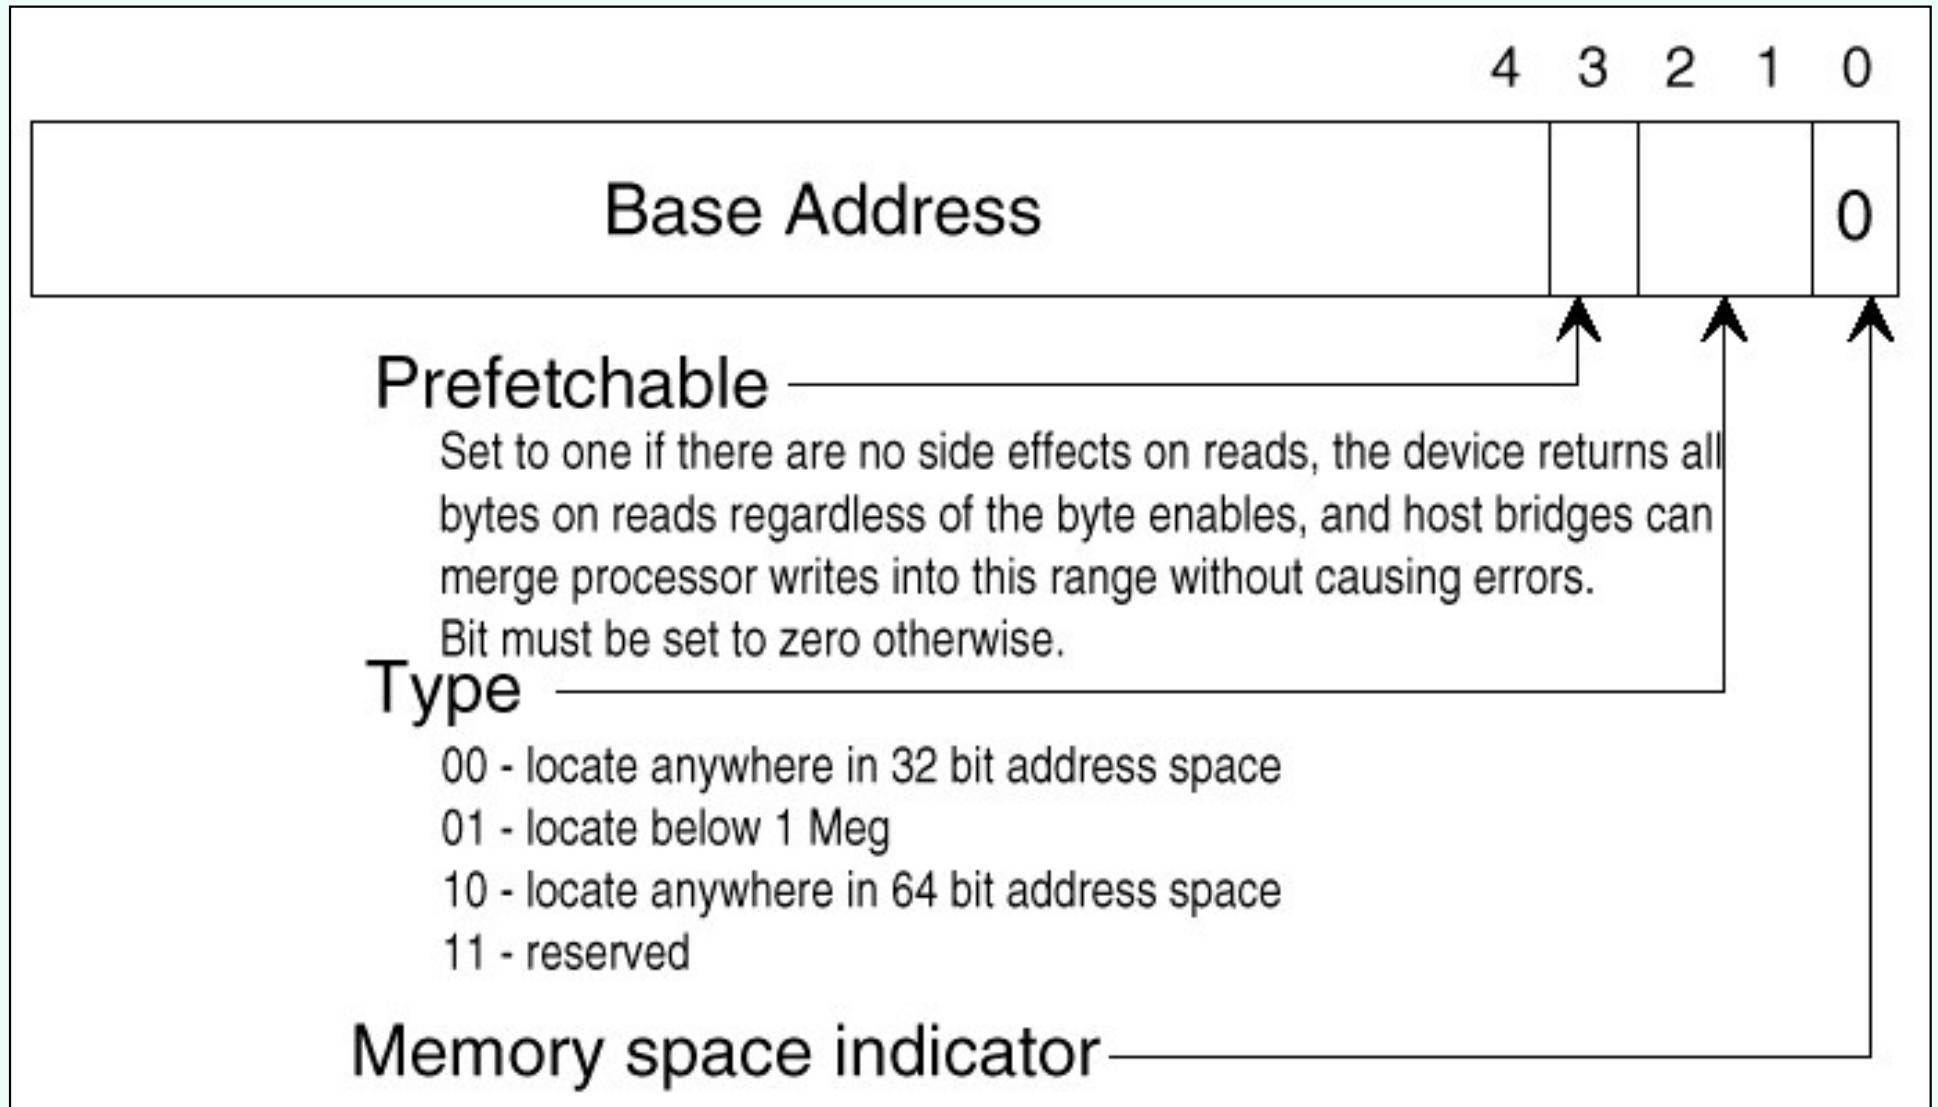 4 3 2 1 0
Base Address
0
Prefetchable
Set to one if there are no side effects on reads, the device returns all
bytes on reads regardless of the byte enables, and host bridges can
merge processor writes into this range without causing errors.
Bit must be set to zero otherwise.
Type
00 - locate anywhere in 32 bit address space
01 - locate below 1 Meg
10 - locate anywhere in 64 bit address space
11 - reserved
Memory space indicator